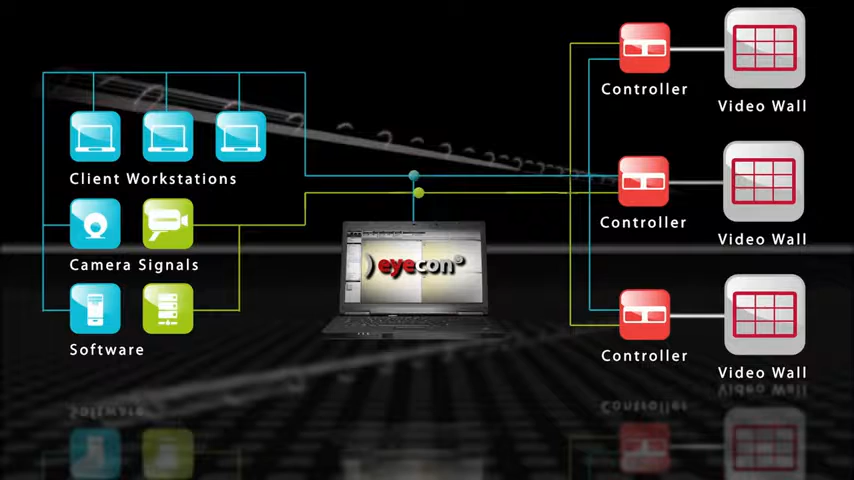 Controller
Video Wall
Client Workstations
Controller
Video Wall
Camera Signals
)eyecon®
Software
Controller
Video Wall